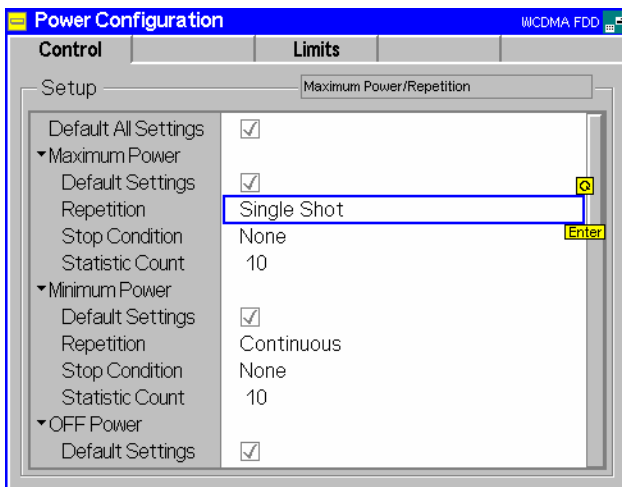 Power Configuration WCDMA FDD
Control Limits
Setup Maximum Power/Repetition
Default All Settings
Maximum Power
Default Settings
Repetition Single Shot
Enter
Stop Condition None
Statistic Count 10
Minimum Power
Default Settings
Repetition Continuous
Stop Condition None
Statistic Count 10
OFF Power
Default Settings